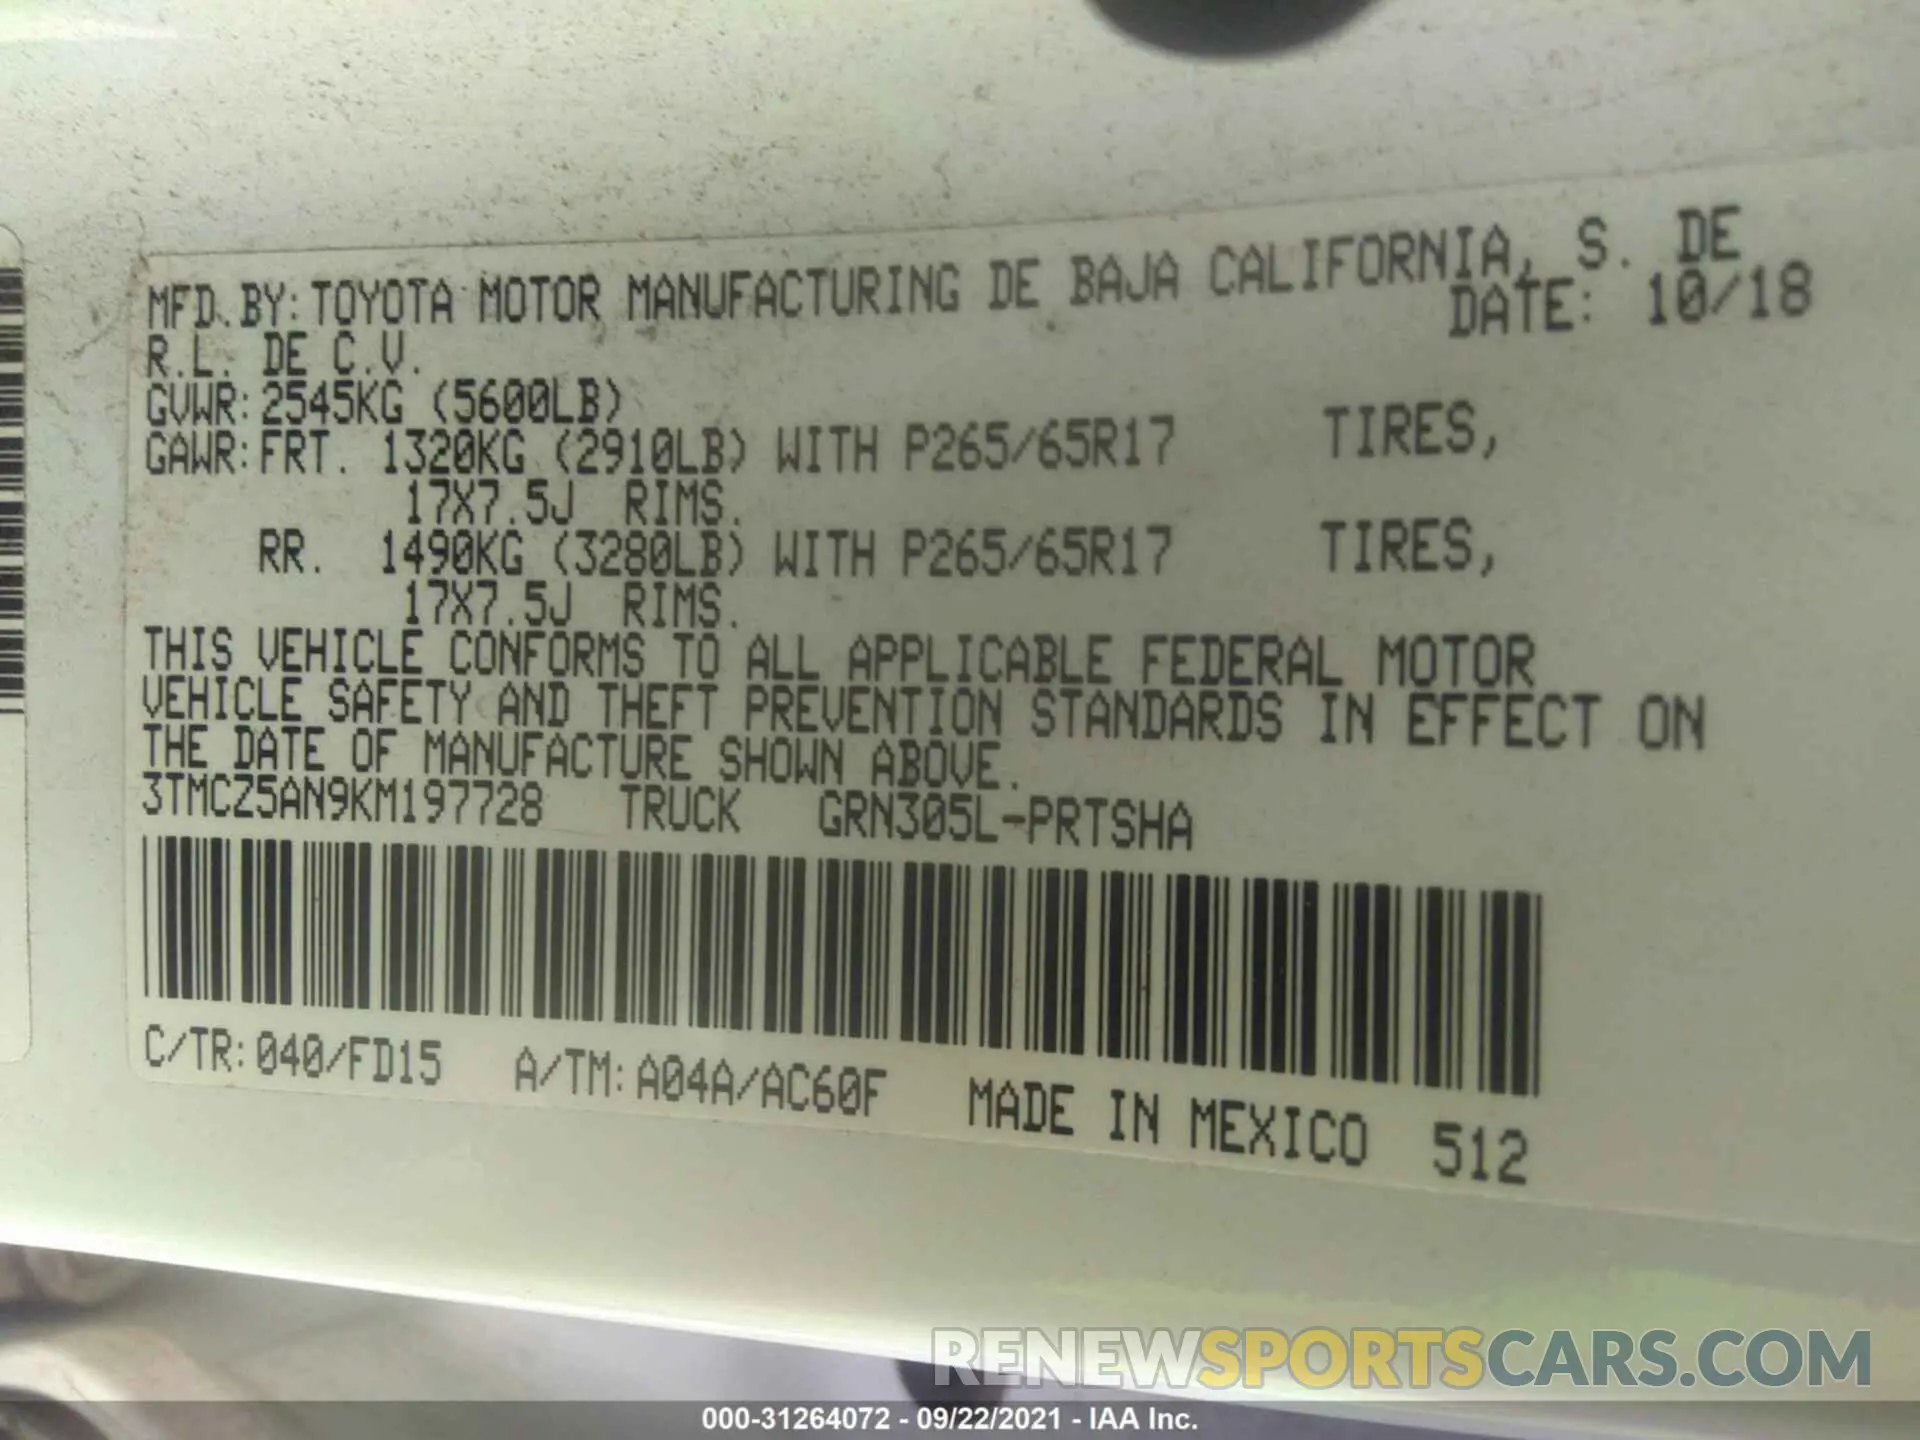 MFD.BY:TOYOTA MOTOR MANUFACTURING DE BAJA CALIFORNIA, S. DE
R.L. DE C.V.
DATE: 10/18
GVWR:2545KG (5600LB)
GAWR:FRT. 1320KG (2910LB) WITH P265/65R17 TIRES,
17X7.5J RIMS.
RR. 1490KG (3280LB) WITH P265/65R17 TIRES,
17X7.5J RIMS.
THIS VEHICLE CONFORMS TO ALL APPLICABLE FEDERAL MOTOR
VEHICLE SAFETY AND THEFT PREVENTION STANDARDS IN EFFECT ON
THE DATE OF MANUFACTURE SHOWN ABOVE.
3TMCZ5AN9KM197728 TRUCK GRN305L-PRTSHA
C/TR:040/FD15 A/TM:A04A/AC60F MADE IN MEXICO 512
RENEWSPORTSCARS.COM
000-31264072 - 09/22/2021 - IAA Inc.